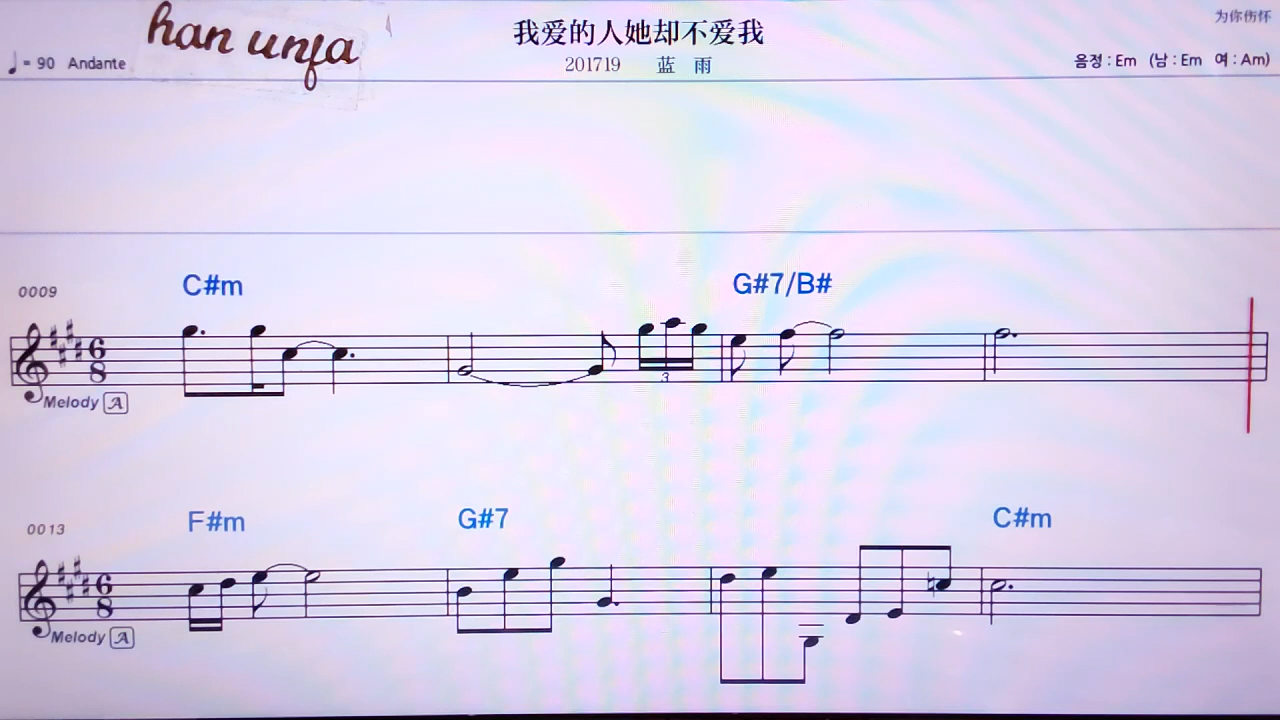 han unfa
我爱的人她却不爱我
为你伤怀
♩= 90 Andante
201719 蓝 雨
음정 : Em (남 : Em 여 : Am)
C#m G#7/B#
0009
6 8
3
Melody A
F#m G#7 C#m
0013
6 8
Melody A